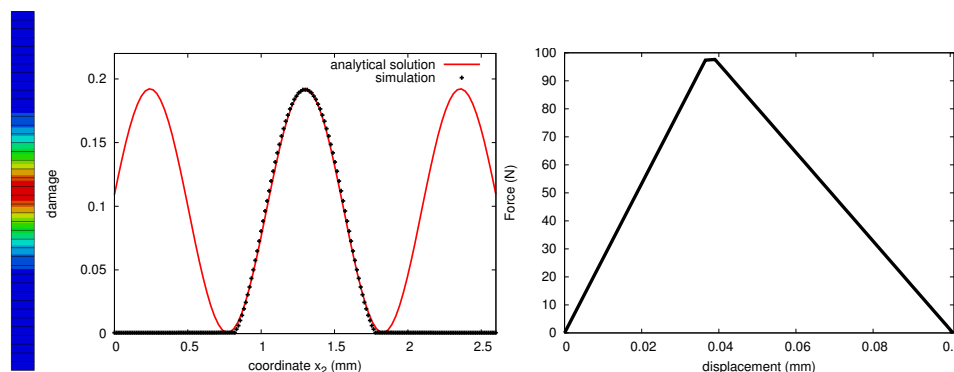 analytical solution
simulation
damage
0.2
0.15
0.1
0.05
0
0 0.5 1 1.5 2 2.5
coordinate x2 (mm)
Force (N)
100
90
80
70
60
50
40
30
20
10
0
0 0.02 0.04 0.06 0.08 0.
displacement (mm)